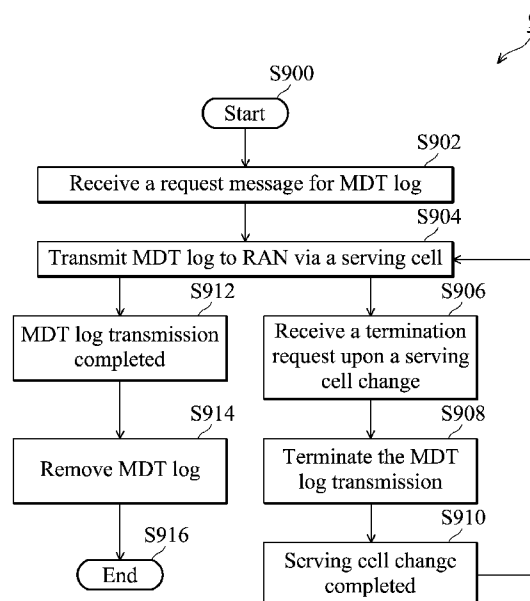 S900
Start
S902
Receive a request message for MDT log
S904
Transmit MDT log to RAN via a serving cell
S912
MDT log transmission
completed
S906
Receive a termination
request upon a serving
cell change
S914
Remove MDT log
S908
Terminate the MDT
log transmission
S916
End
S910
Serving cell change
completed